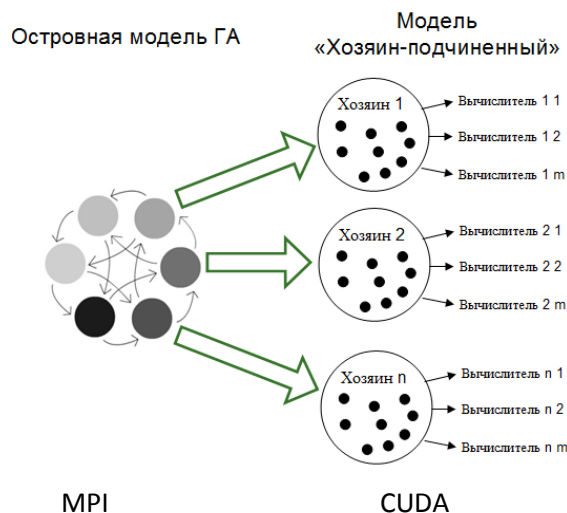 Островная модель ГА
Модель
«Хозяин-подчиненный»
Хозяин 1
Вычислитель 1 1
Вычислитель 1 2
Вычислитель 1 m
Хозяин 2
Вычислитель 2 1
Вычислитель 2 2
Вычислитель 2 m
Хозяин n
Вычислитель n 1
Вычислитель n 2
Вычислитель n m
MPI
CUDA